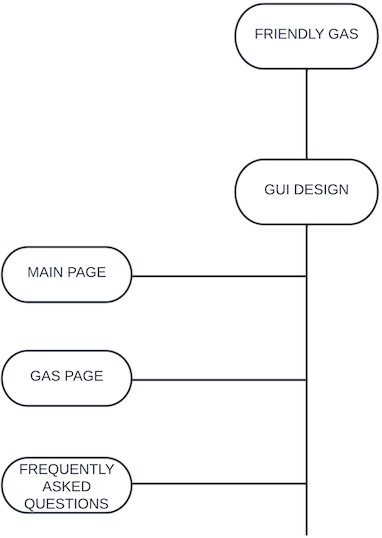 FRIENDLY GAS
GUI DESIGN
MAIN PAGE
GAS PAGE
FREQUENTLY
ASKED
QUESTIONS